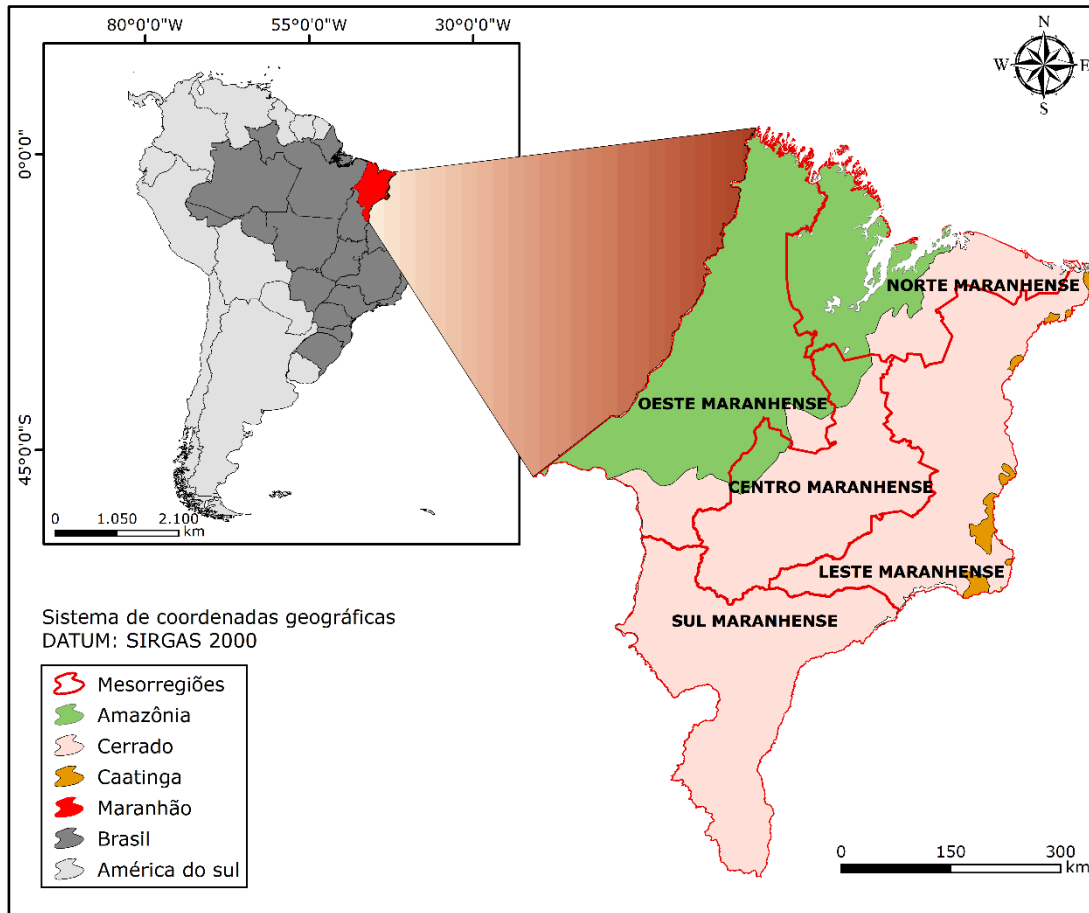 80°0'0"W
55°0'0"W
30°0'0"W
0°0'0"
45°0'0"S
0
1.050
2.100
km
N
W
E
S
NORTE MARANHENSE
OESTE MARANHENSE
CENTRO MARANHENSE
LESTE MARANHENSE
SUL MARANHENSE
Sistema de coordenadas geográficas
DATUM: SIRGAS 2000
Mesorregiões
Amazônia
Cerrado
Caatinga
Maranhão
Brasil
América do sul
0
150
300
km